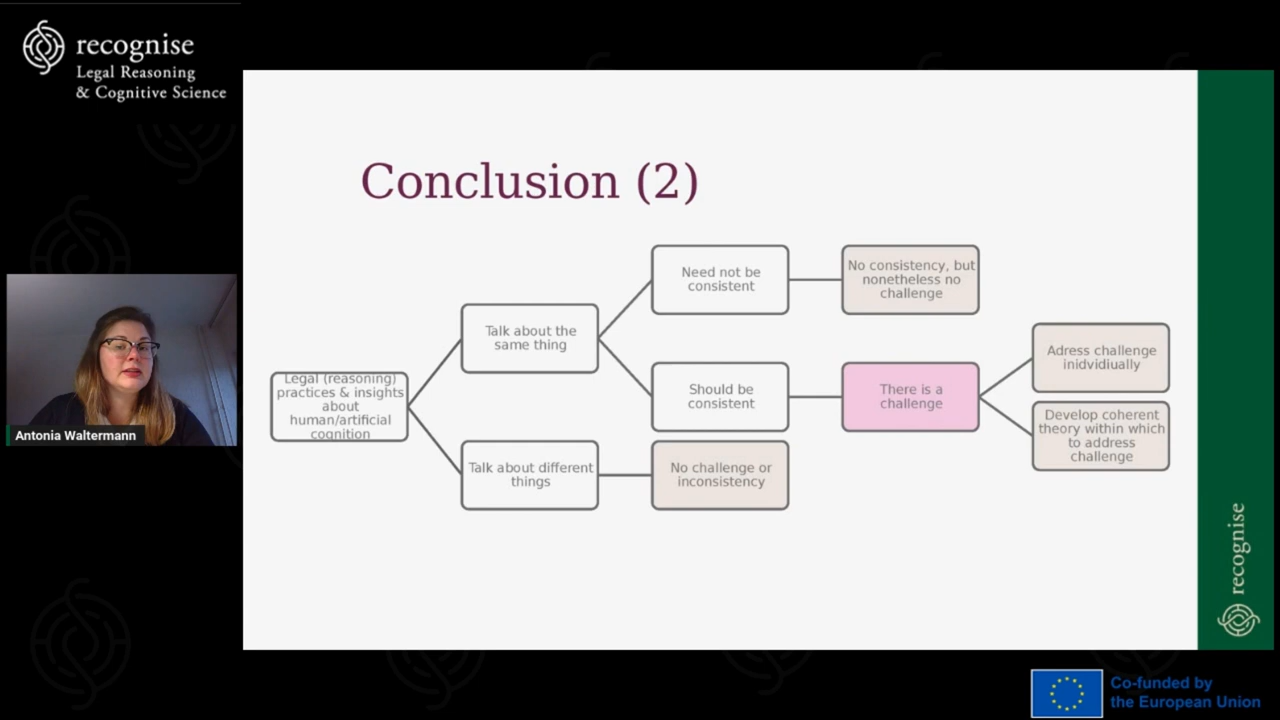 recognise
Legal Reasoning
& Cognitive Science
Conclusion (2)
Legal (reasoning)
practices & insights
about
human/artificial
cognition
Talk about the
same thing
Talk about different
things
Need not be
consistent
Should be
consistent
No challenge or
inconsistency
No consistency, but
nonetheless no
challenge
There is a
challenge
Adress challenge
inidvidiually
Develop coherent
theory within which
to address
challenge
Antonia Waltermann
recognise
Co-funded by
the European Union